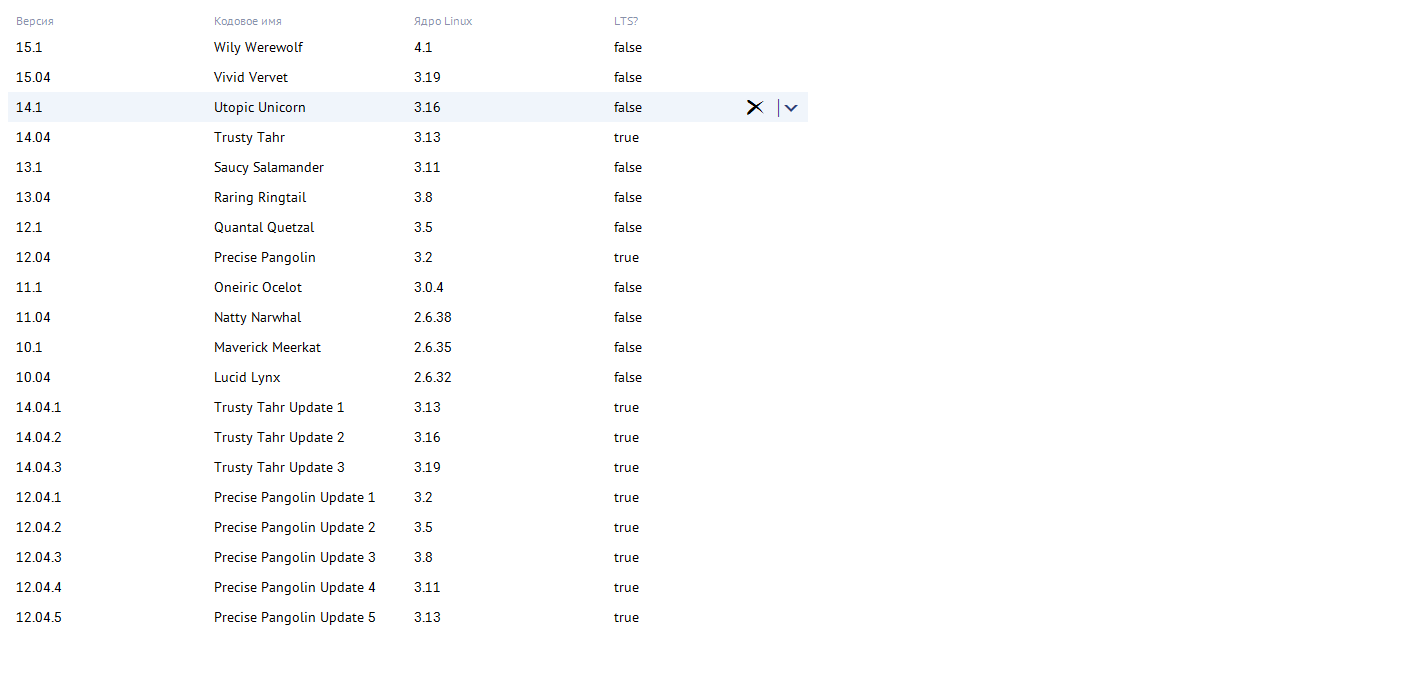 Версия Кодовое имя Ядро Linux LTS?
15.1 Wily Werewolf 4.1 false
15.04 Vivid Vervet 3.19 false
14.1 Utopic Unicorn 3.16 false
14.04 Trusty Tahr 3.13 true
13.1 Saucy Salamander 3.11 false
13.04 Raring Ringtail 3.8 false
12.1 Quantal Quetzal 3.5 false
12.04 Precise Pangolin 3.2 true
11.1 Oneiric Ocelot 3.0.4 false
11.04 Natty Narwhal 2.6.38 false
10.1 Maverick Meerkat 2.6.35 false
10.04 Lucid Lynx 2.6.32 false
14.04.1 Trusty Tahr Update 1 3.13 true
14.04.2 Trusty Tahr Update 2 3.16 true
14.04.3 Trusty Tahr Update 3 3.19 true
12.04.1 Precise Pangolin Update 1 3.2 true
12.04.2 Precise Pangolin Update 2 3.5 true
12.04.3 Precise Pangolin Update 3 3.8 true
12.04.4 Precise Pangolin Update 4 3.11 true
12.04.5 Precise Pangolin Update 5 3.13 true